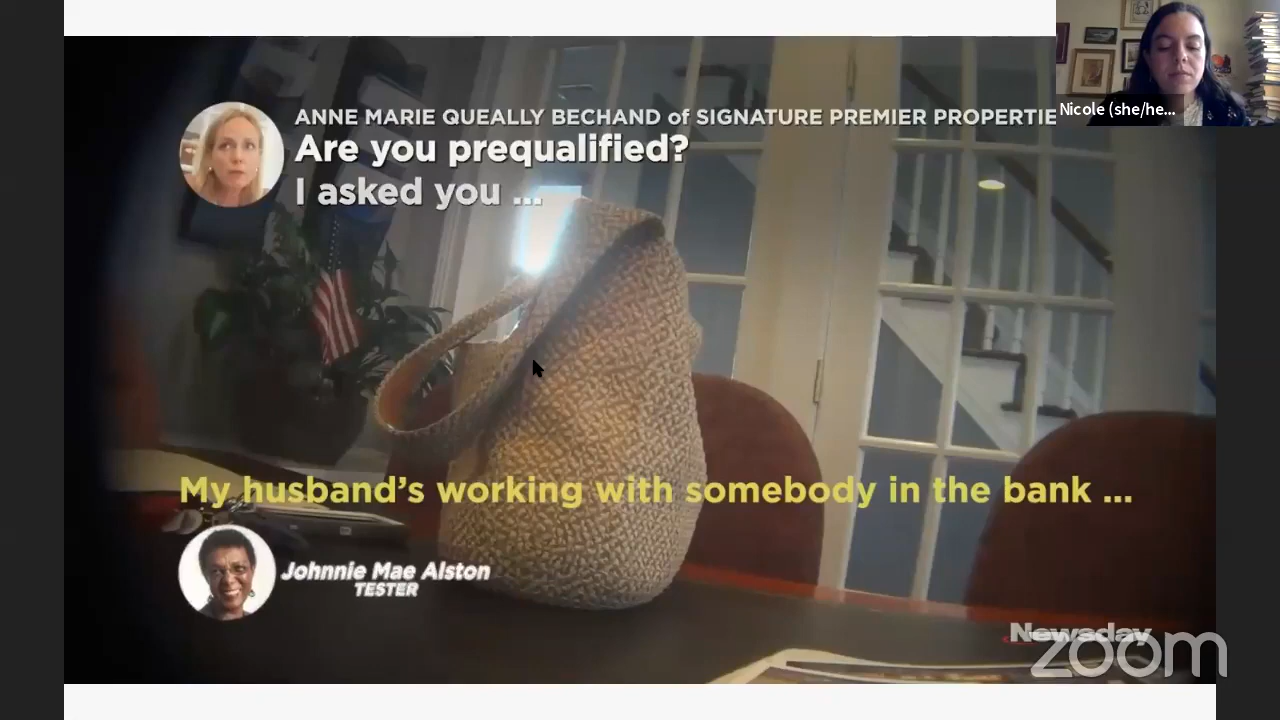 ANNE MARIE QUEALLY BECHAND of SIGNATURE PREMIER PROPERTIE
Are you prequalified?
I asked you ...
Nicole (she/he...
My husband's working with somebody in the bank ...
Johnnie Mae Alston
TESTER
Newsday
zoom